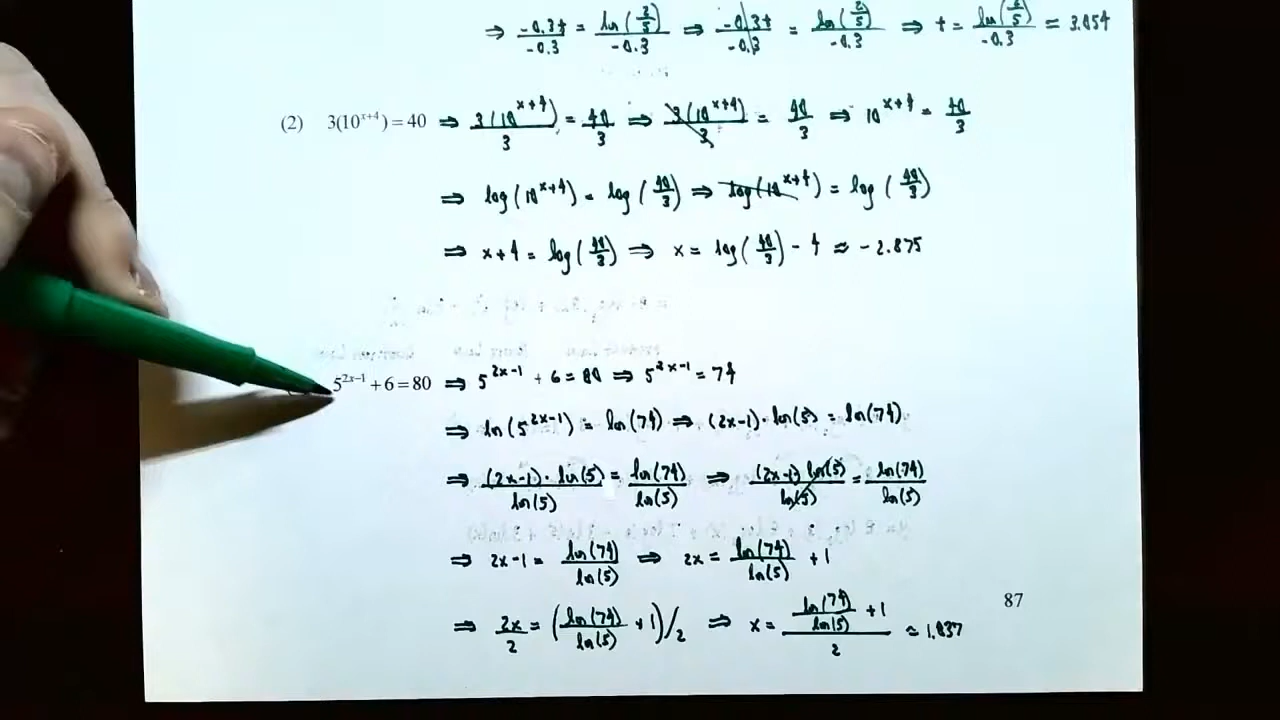 ⇒ -0.3t/-0.3 = ln(2/5)/-0.3 ⇒ -0.3t/-0.3 = ln(2/5)/-0.3 ⇒ t = ln(2/5)/-0.3 ≈ 3.054
(2) 3(10^{x+4}) = 40 ⇒ 3(10^{x+4})/3 = 40/3 ⇒ 3(10^{x+4})/3 = 40/3 ⇒ 10^{x+4} = 40/3
⇒ log(10^{x+4}) = log(40/3) ⇒ log(10^{x+4}) = log(40/3)
⇒ x+4 = log(40/3) ⇒ x = log(40/3) - 4 ≈ -2.875
5^{2x-1} + 6 = 80 ⇒ 5^{2x-1} + 6 = 80 ⇒ 5^{2x-1} = 74
⇒ ln(5^{2x-1}) = ln(74) ⇒ (2x-1)·ln(5) = ln(74)
⇒ (2x-1)·ln(5)/ln(5) = ln(74)/ln(5) ⇒ (2x-1)ln(5)/ln(5) = ln(74)/ln(5)
⇒ 2x-1 = ln(74)/ln(5) ⇒ 2x = ln(74)/ln(5) + 1
⇒ 2x/2 = (ln(74)/ln(5) + 1)/2 ⇒ x = (ln(74)/ln(5) + 1)/2 ≈ 1.837
87